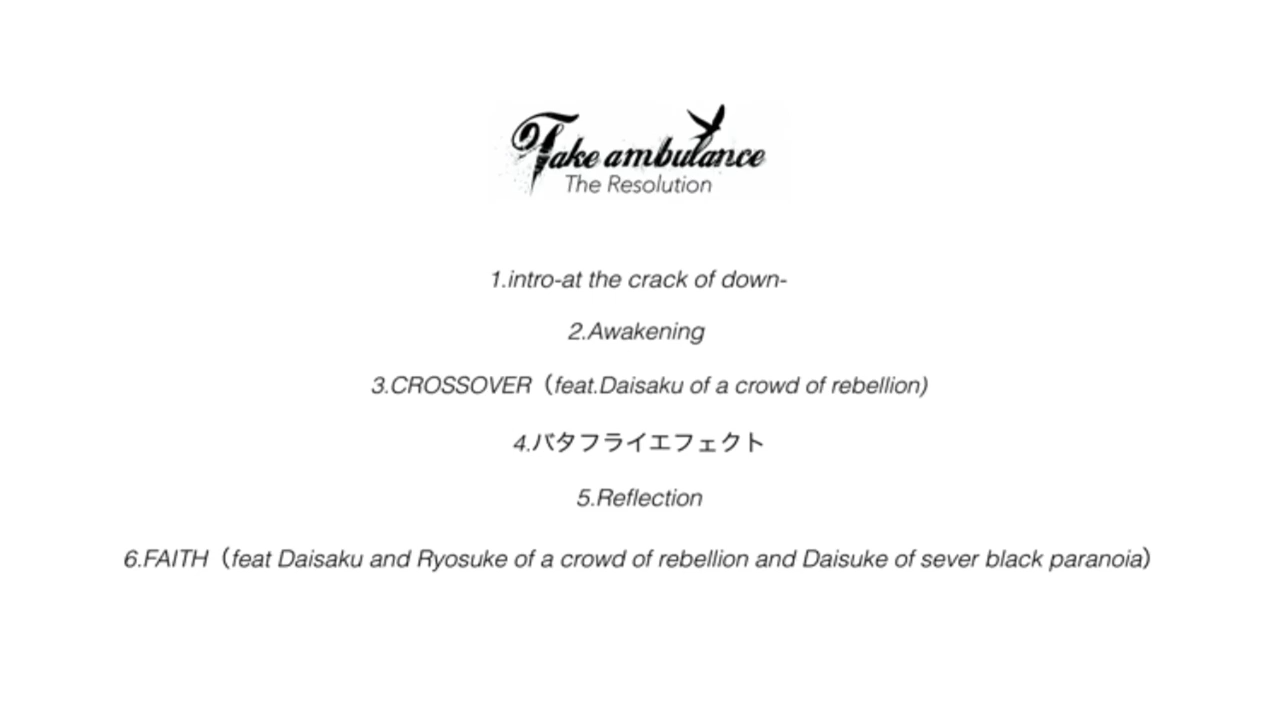 Take ambulance
The Resolution
1.intro-at the crack of down-
2.Awakening
3.CROSSOVER（feat.Daisaku of a crowd of rebellion)
4.バタフライエフェクト
5.Reflection
6.FAITH（feat Daisaku and Ryosuke of a crowd of rebellion and Daisuke of sever black paranoia）